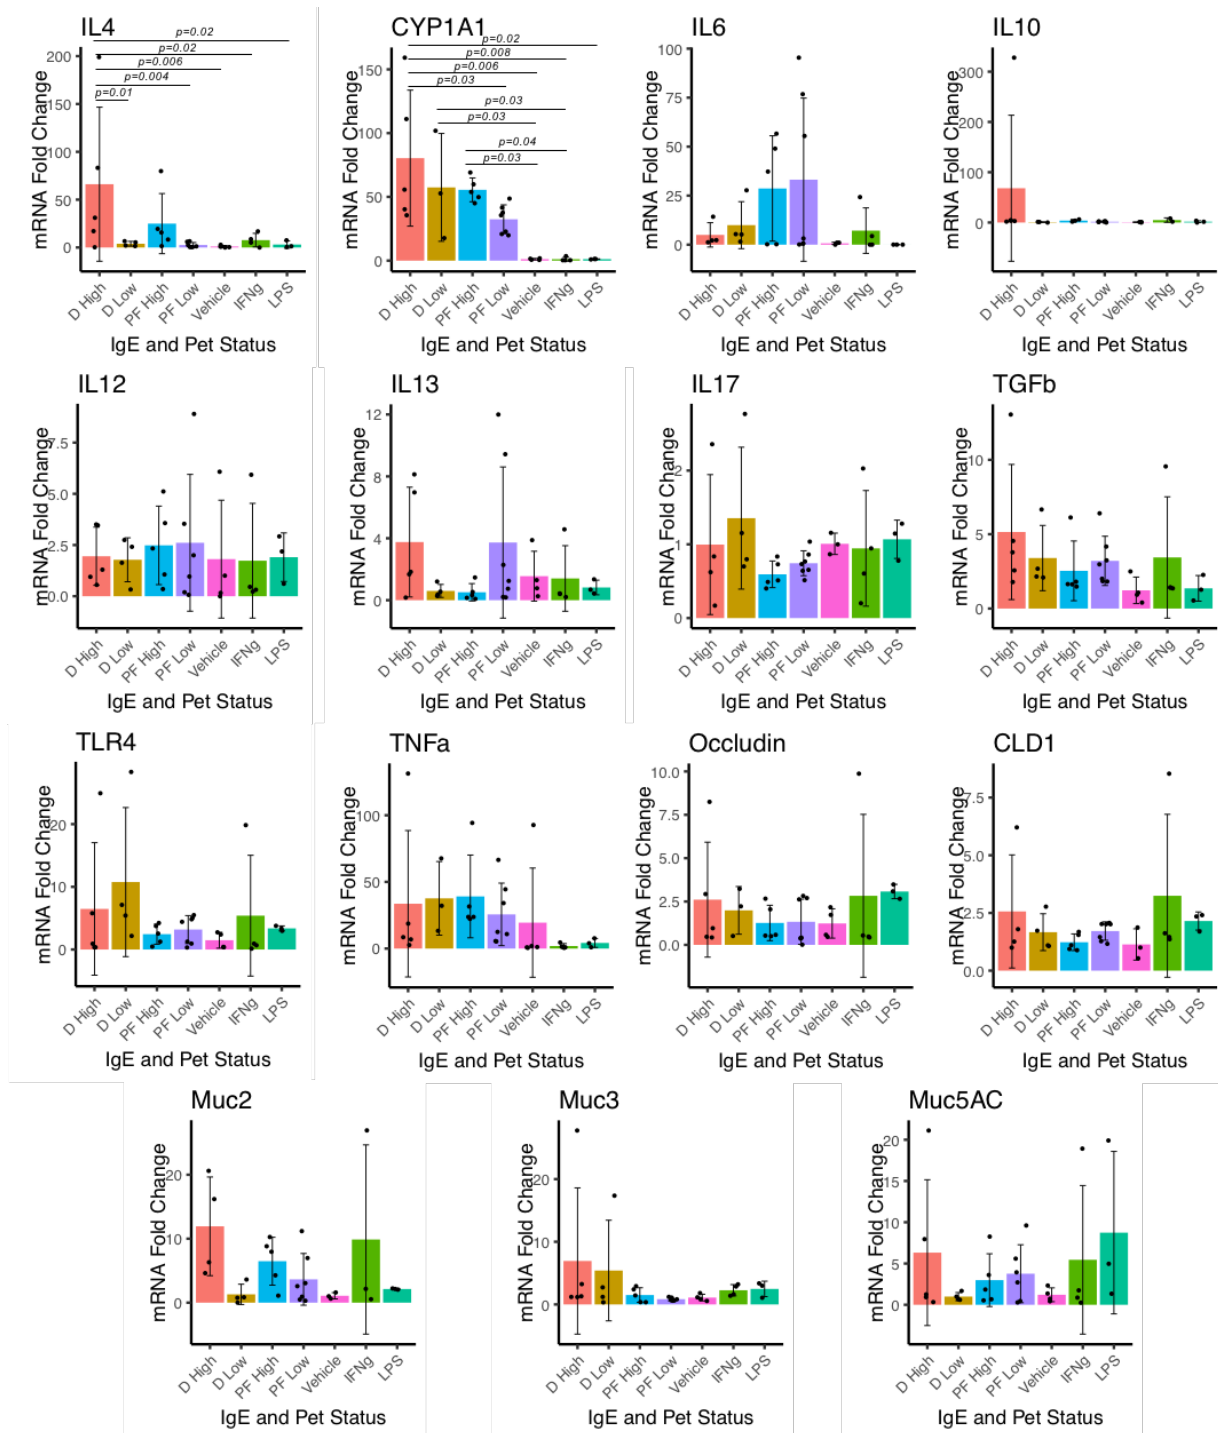 IL4
mRNA Fold Change
200
150
100
50
0
p=0.02
p=0.02
p=0.006
p=0.004
p=0.01
D High
D Low
PF High
PF Low
Vehicle
IFNg
LPS
IgE and Pet Status
CYP1A1
mRNA Fold Change
150
100
50
0
p=0.02
p=0.008
p=0.006
p=0.03
p=0.03
p=0.03
p=0.04
p=0.03
D High
D Low
PF High
PF Low
Vehicle
IFNg
LPS
IgE and Pet Status
IL6
mRNA Fold Change
100
75
50
25
0
D High
D Low
PF High
PF Low
Vehicle
IFNg
LPS
IgE and Pet Status
IL10
mRNA Fold Change
300
200
100
0
D High
D Low
PF High
PF Low
Vehicle
IFNg
LPS
IgE and Pet Status
IL12
mRNA Fold Change
7.5
5.0
2.5
0.0
D High
D Low
PF High
PF Low
Vehicle
IFNg
LPS
IgE and Pet Status
IL13
mRNA Fold Change
12
8
4
0
D High
D Low
PF High
PF Low
Vehicle
IFNg
LPS
IgE and Pet Status
IL17
mRNA Fold Change
2
1
0
D High
D Low
PF High
PF Low
Vehicle
IFNg
LPS
IgE and Pet Status
TGFb
mRNA Fold Change
10
5
0
D High
D Low
PF High
PF Low
Vehicle
IFNg
LPS
IgE and Pet Status
TLR4
mRNA Fold Change
20
10
0
D High
D Low
PF High
PF Low
Vehicle
IFNg
LPS
IgE and Pet Status
TNFa
mRNA Fold Change
100
50
0
D High
D Low
PF High
PF Low
Vehicle
IFNg
LPS
IgE and Pet Status
Occludin
mRNA Fold Change
10.0
7.5
5.0
2.5
0.0
D High
D Low
PF High
PF Low
Vehicle
IFNg
LPS
IgE and Pet Status
CLD1
mRNA Fold Change
7.5
5.0
2.5
0.0
D High
D Low
PF High
PF Low
Vehicle
IFNg
LPS
IgE and Pet Status
Muc2
mRNA Fold Change
20
10
0
D High
D Low
PF High
PF Low
Vehicle
IFNg
LPS
IgE and Pet Status
Muc3
mRNA Fold Change
20
10
0
D High
D Low
PF High
PF Low
Vehicle
IFNg
LPS
IgE and Pet Status
Muc5AC
mRNA Fold Change
20
15
10
5
0
D High
D Low
PF High
PF Low
Vehicle
IFNg
LPS
IgE and Pet Status